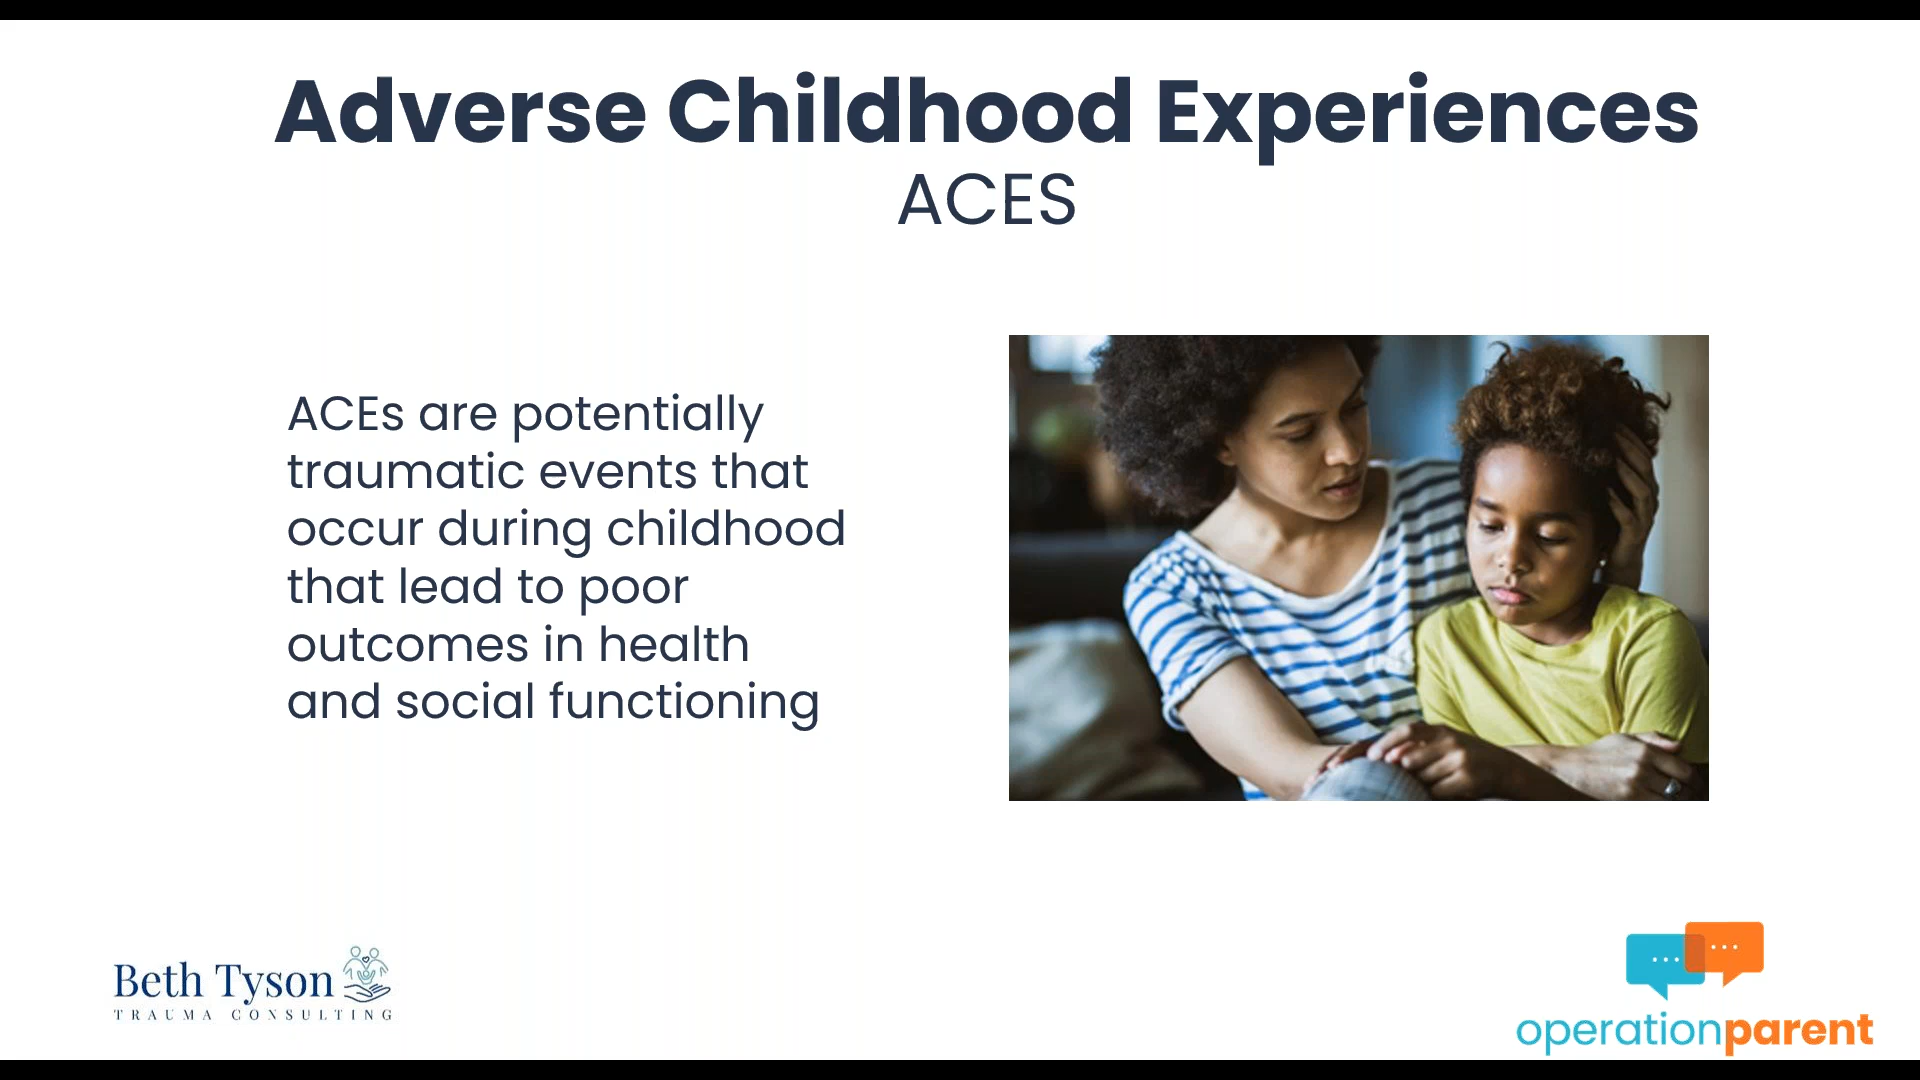 Adverse Childhood Experiences
ACES
ACEs are potentially
traumatic events that
occur during childhood
that lead to poor
outcomes in health
and social functioning
Beth Tyson
TRAUMA CONSULTING
operationparent